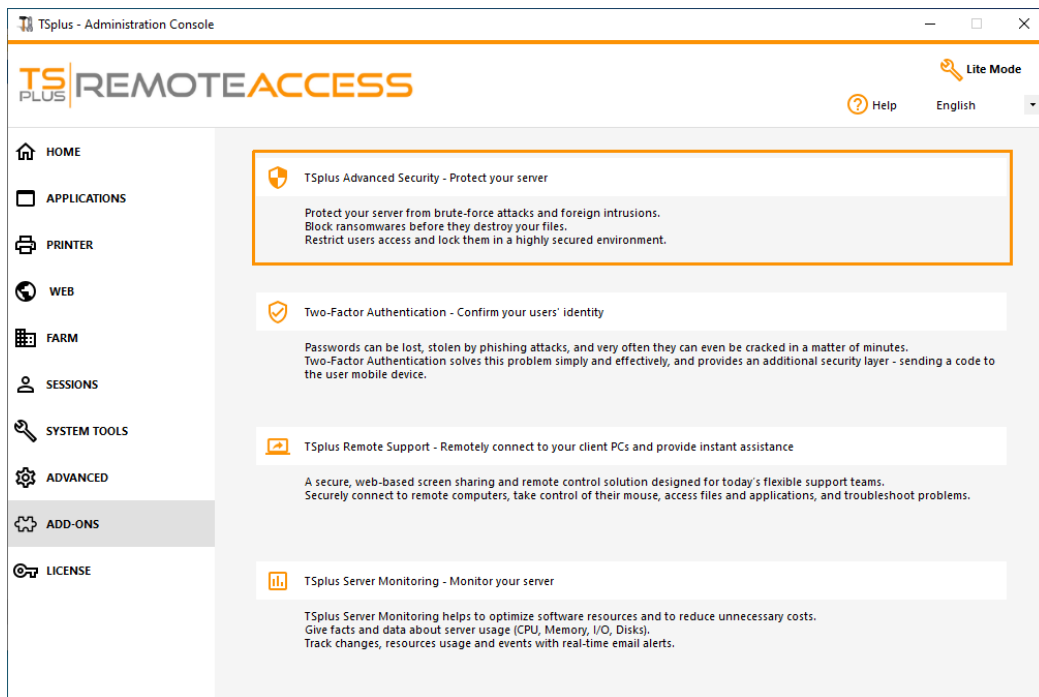 TSplus - Administration Console
TS PLUS REMOTEACCESS
Lite Mode
Help English
HOME
APPLICATIONS
PRINTER
WEB
FARM
SESSIONS
SYSTEM TOOLS
ADVANCED
ADD-ONS
LICENSE
TSplus Advanced Security - Protect your server
Protect your server from brute-force attacks and foreign intrusions.
Block ransomwares before they destroy your files.
Restrict users access and lock them in a highly secured environment.
Two-Factor Authentication - Confirm your users' identity
Passwords can be lost, stolen by phishing attacks, and very often they can even be cracked in a matter of minutes.
Two-Factor Authentication solves this problem simply and effectively, and provides an additional security layer - sending a code to
the user mobile device.
TSplus Remote Support - Remotely connect to your client PCs and provide instant assistance
A secure, web-based screen sharing and remote control solution designed for today's flexible support teams.
Securely connect to remote computers, take control of their mouse, access files and applications, and troubleshoot problems.
TSplus Server Monitoring - Monitor your server
TSplus Server Monitoring helps to optimize software resources and to reduce unnecessary costs.
Give facts and data about server usage (CPU, Memory, I/O, Disks).
Track changes, resources usage and events with real-time email alerts.